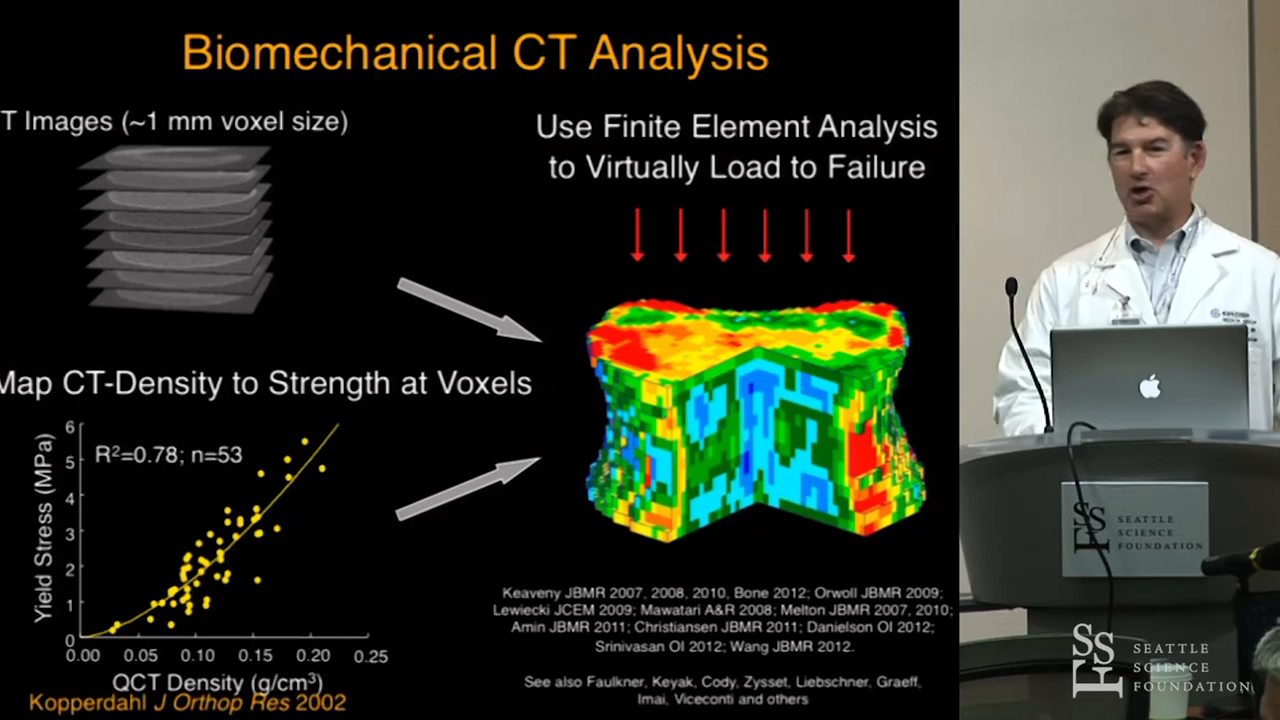 Biomechanical CT Analysis
T Images (~1 mm voxel size)
Use Finite Element Analysis
to Virtually Load to Failure
Map CT-Density to Strength at Voxels
R²=0.78; n=53
Yield Stress (MPa)
6
5
4
3
2
1
0
0.00 0.05 0.10 0.15 0.20 0.25
QCT Density (g/cm³)
Kopperdahl J Orthop Res 2002
Keaveny JBMR 2007, 2008, 2010, Bone 2012; Orwoll JBMR 2009;
Lewiecki JCEM 2009; Mawatari A&R 2008; Melton JBMR 2007, 2010;
Amin JBMR 2011; Christiansen JBMR 2011; Danielson OI 2012;
Srinivasan OI 2012; Wang JBMR 2012.
See also Faulkner, Keyak, Cody, Zysset, Liebschner, Graeff,
Imai, Viceconti and others
SSF
SEATTLE
SCIENCE
FOUNDATION
SSF
SEATTLE
SCIENCE
FOUNDATION